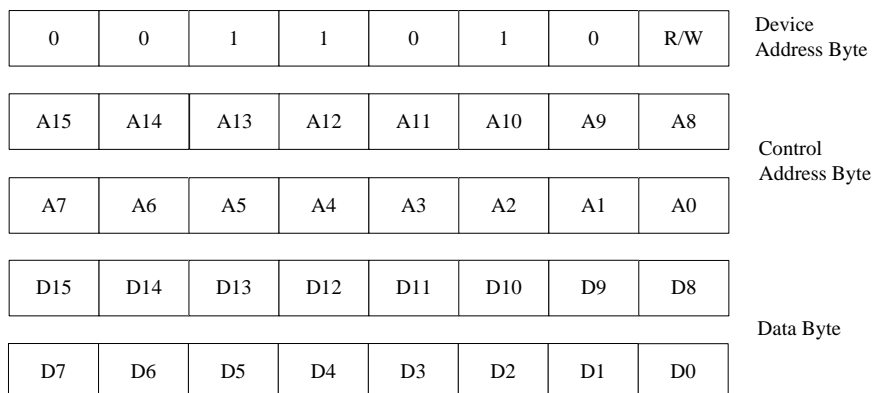 0 0 1 1 0 1 0 R/W
Device
Address Byte
A15 A14 A13 A12 A11 A10 A9 A8
Control
Address Byte
A7 A6 A5 A4 A3 A2 A1 A0
D15 D14 D13 D12 D11 D10 D9 D8
Data Byte
D7 D6 D5 D4 D3 D2 D1 D0